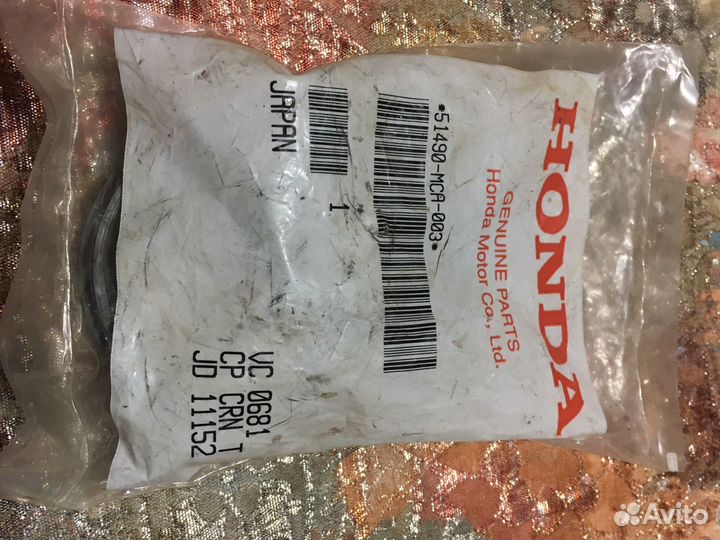 HONDA
GENUINE PARTS
Honda Motor Co., Ltd.
*51490-MCA-003*
1
JAPAN
VC 0681
CP CRN T
JD 11152
Avito